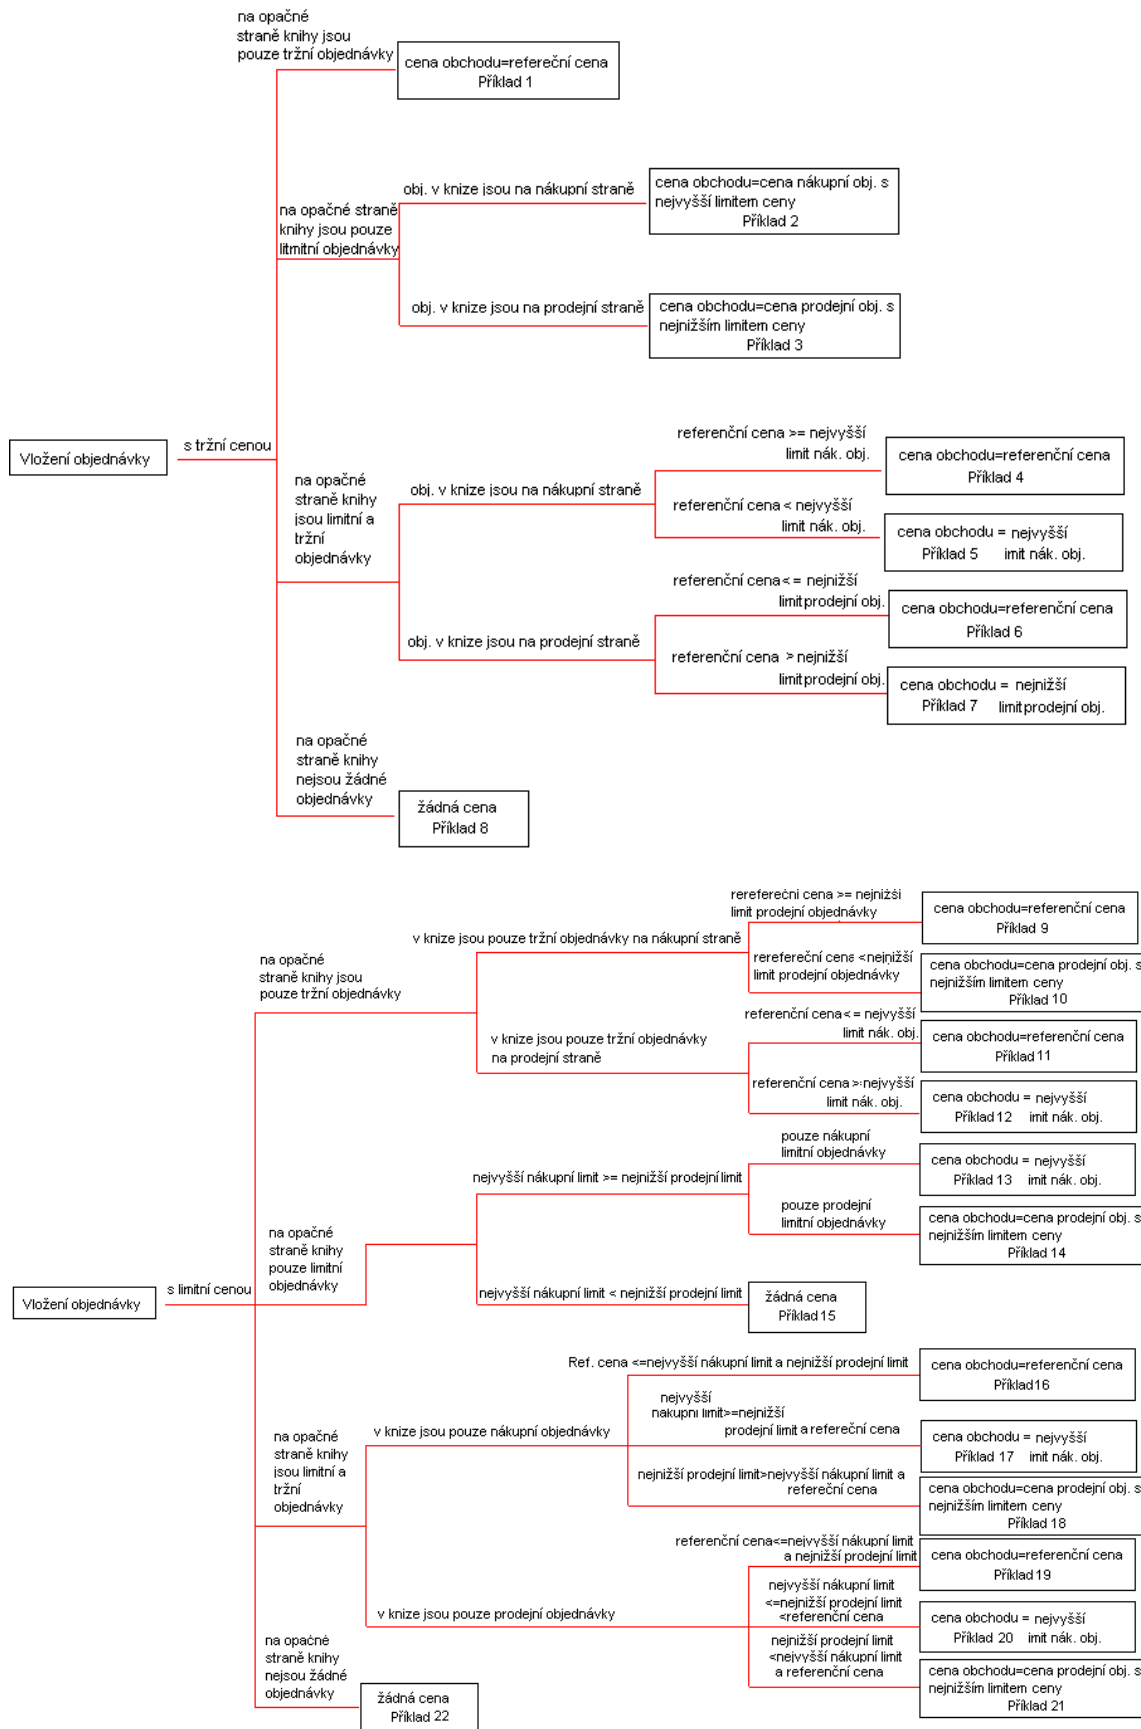 na opačné
straně knihy jsou
pouze tržní objednávky
cena obchodu=refereční cena
Příklad 1
na opačné straně
knihy jsou pouze
litmitní objednávky
obj. v knize jsou na nákupní straně
cena obchodu=cena nákupní obj. s
nejvyšší limitem ceny
Příklad 2
obj. v knize jsou na prodejní straně
cena obchodu=cena prodejní obj. s
nejnižším limitem ceny
Příklad 3
Vložení objednávky
s tržní cenou
na opačné
straně knihy
jsou limitní a
tržní
objednávky
obj. v knize jsou na nákupní straně
referenční cena >= nejvyšší
limit nák. obj.
cena obchodu=referenční cena
Příklad 4
referenční cena < nejvyšší
limit nák. obj.
cena obchodu = nejvyšší
Příklad 5 imit nák. obj.
obj. v knize jsou na prodejní straně
referenční cena<= nejnižší
limitprodejní obj.
cena obchodu=referenční cena
Příklad 6
referenční cena > nejnižší
limitprodejní obj.
cena obchodu = nejnižší
Příklad 7 limitprodejní obj.
na opačné
straně knihy
nejsou žádné
objednávky
žádná cena
Příklad 8
na opačné
straně knihy jsou
pouze tržní objednávky
v knize jsou pouze tržní objednávky na nákupní straně
rerefereční cena >= nejnižší
limit prodejní objednávky
cena obchodu=referenční cena
Příklad 9
rerefereční cena <nejnižší
limit prodejní objednávky
cena obchodu=cena prodejní obj. s
nejnižším limitem ceny
Příklad 10
v knize jsou pouze tržní objednávky
na prodejní straně
referenční cena<= nejvyšší
limit nák. obj.
cena obchodu=referenční cena
Příklad 11
referenční cena >nejvyšší
limit nák. obj.
cena obchodu = nejvyšší
Příklad 12 imit nák. obj.
Vložení objednávky
s limitní cenou
na opačné
straně knihy
pouze limitní
objednávky
nejvyšší nákupní limit >= nejnižší prodejní limit
pouze nákupní
limitní objednávky
cena obchodu = nejvyšší
Příklad 13 imit nák. obj.
pouze prodejní
limitní objednávky
cena obchodu=cena prodejní obj. s
nejnižším limitem ceny
Příklad 14
nejvyšší nákupní limit < nejnižší prodejní limit
žádná cena
Příklad 15
na opačné
straně knihy
jsou limitní a
tržní
objednávky
v knize jsou pouze nákupní objednávky
Ref. cena <=nejvyšší nákupní limit a nejnižší prodejní limit
cena obchodu=referenční cena
Příklad16
nejvyšší
nákupní limit>=nejnižší
prodejní limit a refereční cena
cena obchodu = nejvyšší
Příklad 17 imit nák. obj.
nejnižší prodejní limit>nejvyšší nákupní limit a
refereční cena
cena obchodu=cena prodejní obj. s
nejnižším limitem ceny
Příklad 18
v knize jsou pouze prodejní objednávky
referenční cena<=nejvyšší nákupní limit
a nejnižší prodejní limit
cena obchodu=referenční cena
Příklad 19
nejvyšší nákupní limit
<=nejnižší prodejní limit
<referenční cena
cena obchodu = nejvyšší
Příklad 20 imit nák. obj.
nejnižší prodejní limit
<nejvyšší nákupní limit
a referenční cena
cena obchodu=cena prodejní obj. s
nejnižším limitem ceny
Příklad 21
na opačné
straně knihy
nejsou žádné
objednávky
žádná cena
Příklad 22